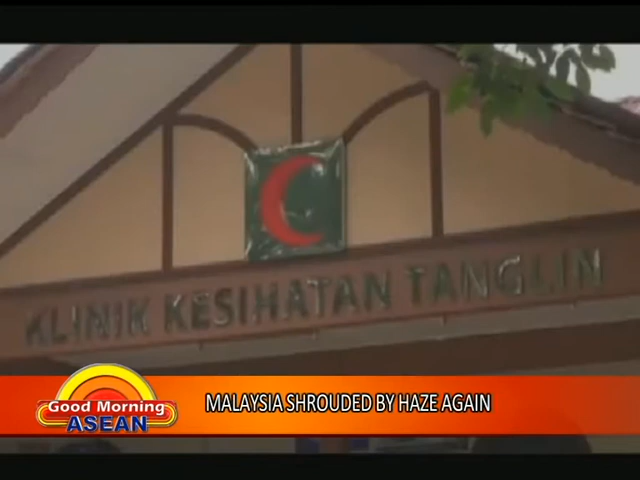 KLINIK KESIHATAN TANGLIN
Good Morning
ASEAN
MALAYSIA SHROUDED BY HAZE AGAIN